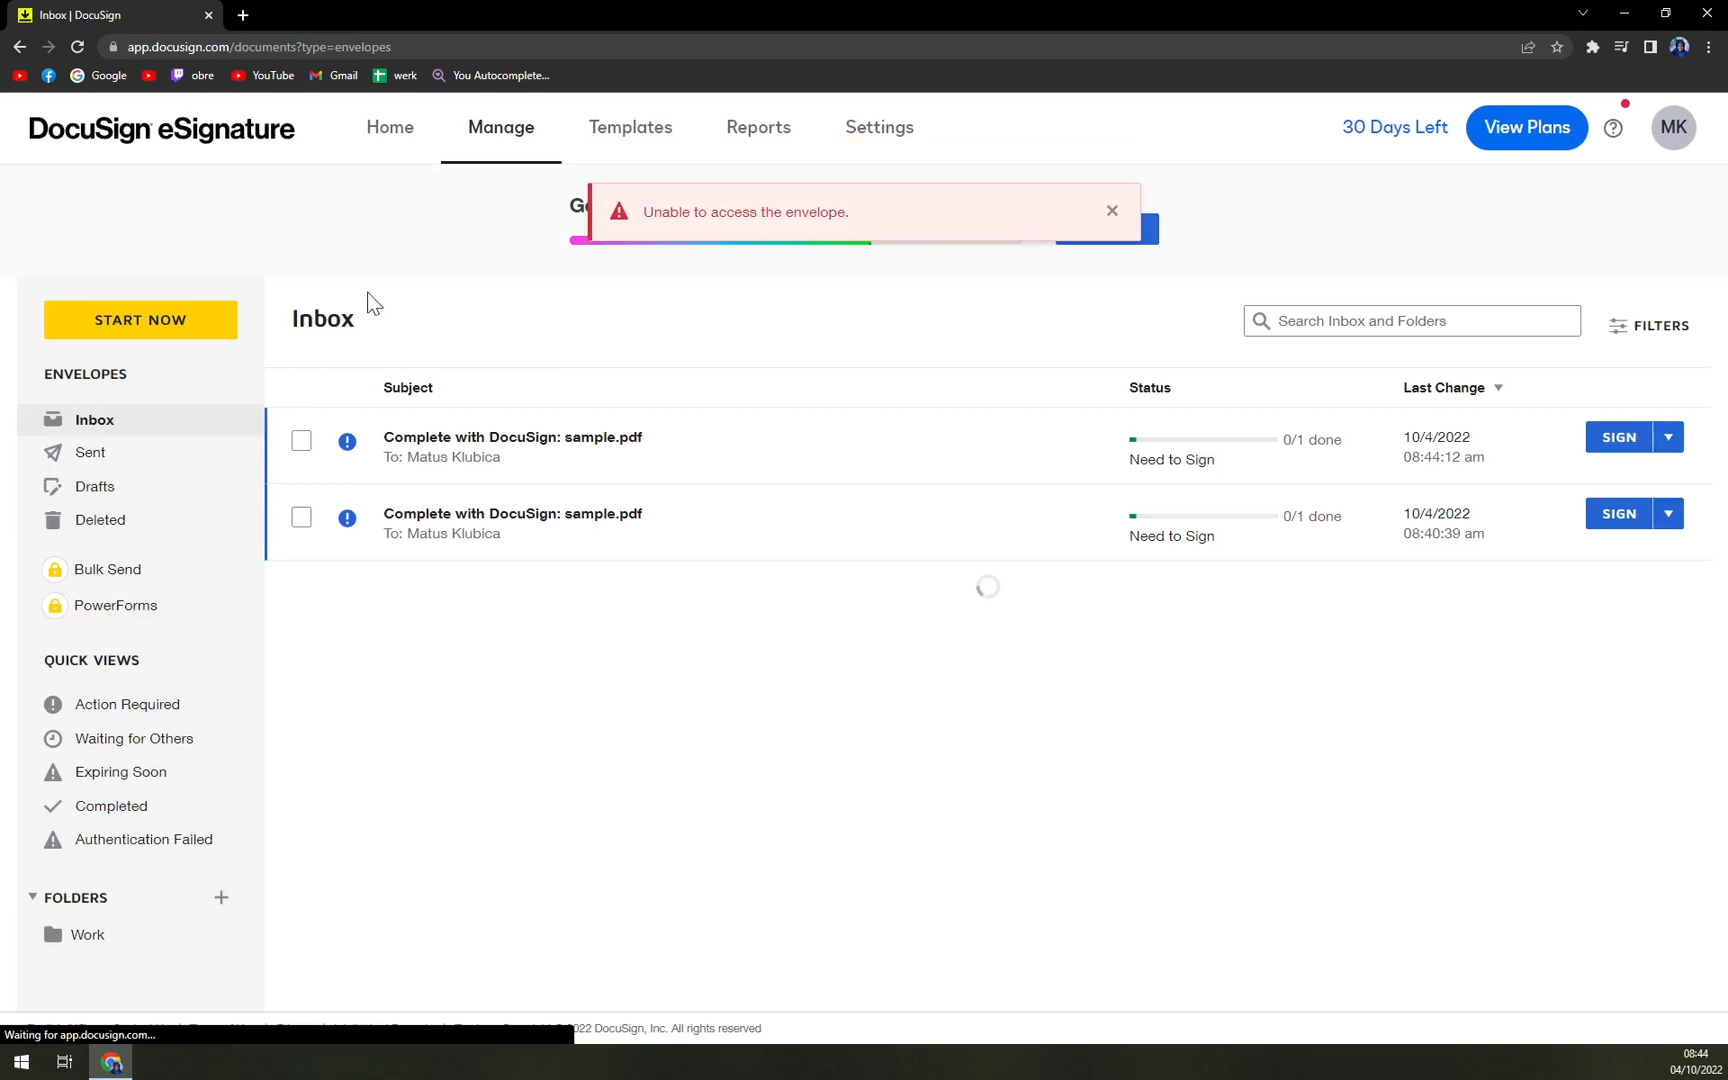 Inbox | DocuSign
app.docusign.com/documents?type=envelopes
Google
obre
YouTube
Gmail
werk
You Autocomplete...
DocuSign eSignature
Home
Manage
Templates
Reports
Settings
30 Days Left
View Plans
MK
Unable to access the envelope.
START NOW
Inbox
Search Inbox and Folders
FILTERS
ENVELOPES
Inbox
Sent
Drafts
Deleted
Bulk Send
PowerForms
QUICK VIEWS
Action Required
Waiting for Others
Expiring Soon
Completed
Authentication Failed
FOLDERS
Work
Subject
Status
Last Change
Complete with DocuSign: sample.pdf
To: Matus Klubica
0/1 done
Need to Sign
10/4/2022
08:44:12 am
SIGN
Complete with DocuSign: sample.pdf
To: Matus Klubica
0/1 done
Need to Sign
10/4/2022
08:40:39 am
SIGN
DocuSign, Inc. All rights reserved
Waiting for app.docusign.com...
08:44
04/10/2022